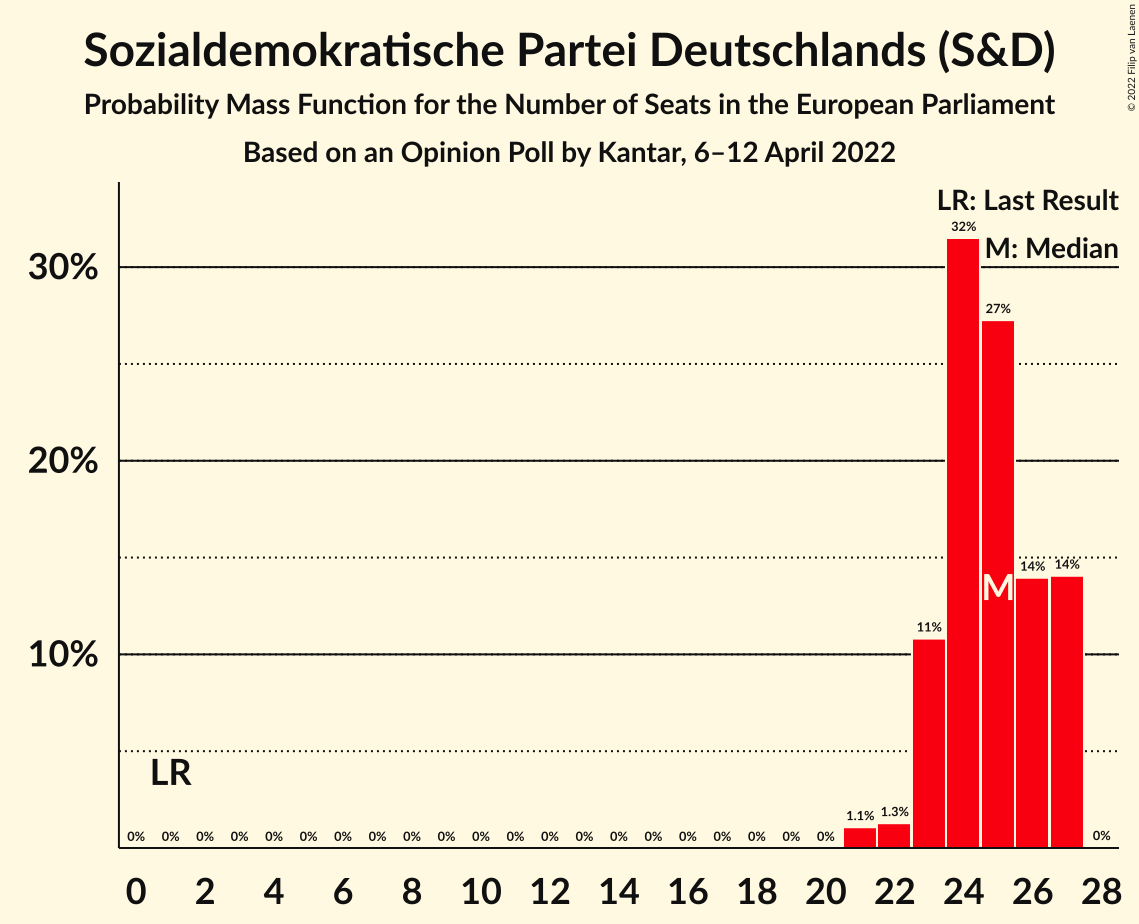 Sozialdemokratische Partei Deutschlands (S&D)
Probability Mass Function for the Number of Seats in the European Parliament
Based on an Opinion Poll by Kantar, 6–12 April 2022
© 2022 Filip van Laenen
LR: Last Result
M: Median
32%
30%
27%
20%
14% 14%
M
11%
10%
LR
1.1% 1.3%
0% 0% 0% 0% 0% 0% 0% 0% 0% 0% 0% 0% 0% 0% 0% 0% 0% 0% 0% 0% 0% 0%
0 2 4 6 8 10 12 14 16 18 20 22 24 26 28